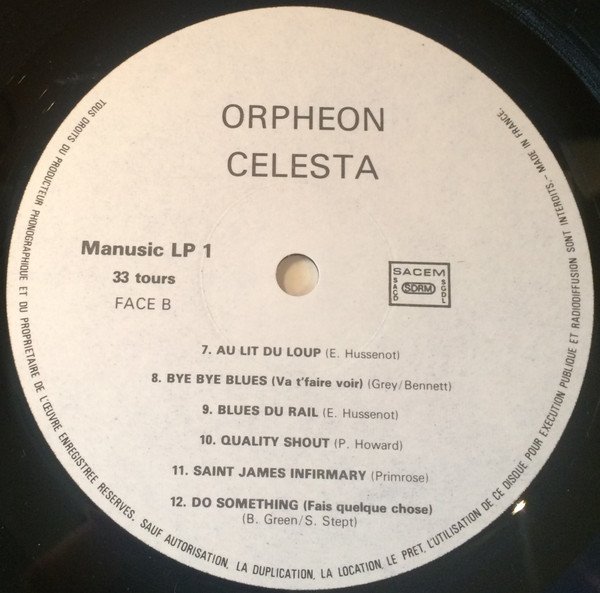 ORPHEON
CELESTA
Manusic LP 1
33 tours
FACE B
SACEM
SACD
SDRM
SGDL
7. AU LIT DU LOUP (E. Hussenot)
8. BYE BYE BLUES (Va t'faire voir) (Grey/Bennett)
9. BLUES DU RAIL (E. Hussenot)
10. QUALITY SHOUT (P. Howard)
11. SAINT JAMES INFIRMARY (Primrose)
12. DO SOMETHING (Fais quelque chose)
(B. Green/S. Stept)
TOUS DROITS DU PRODUCTEUR PHONOGRAPHIQUE ET DU PROPRIETAIRE DE L'ŒUVRE ENREGISTREE RESERVES. SAUF AUTORISATION, LA DUPLICATION, LA LOCATION, LE PRET, L'UTILISATION DE CE DISQUE POUR EXECUTION PUBLIQUE ET RADIODIFFUSION SONT INTERDITS. – MADE IN FRANCE.